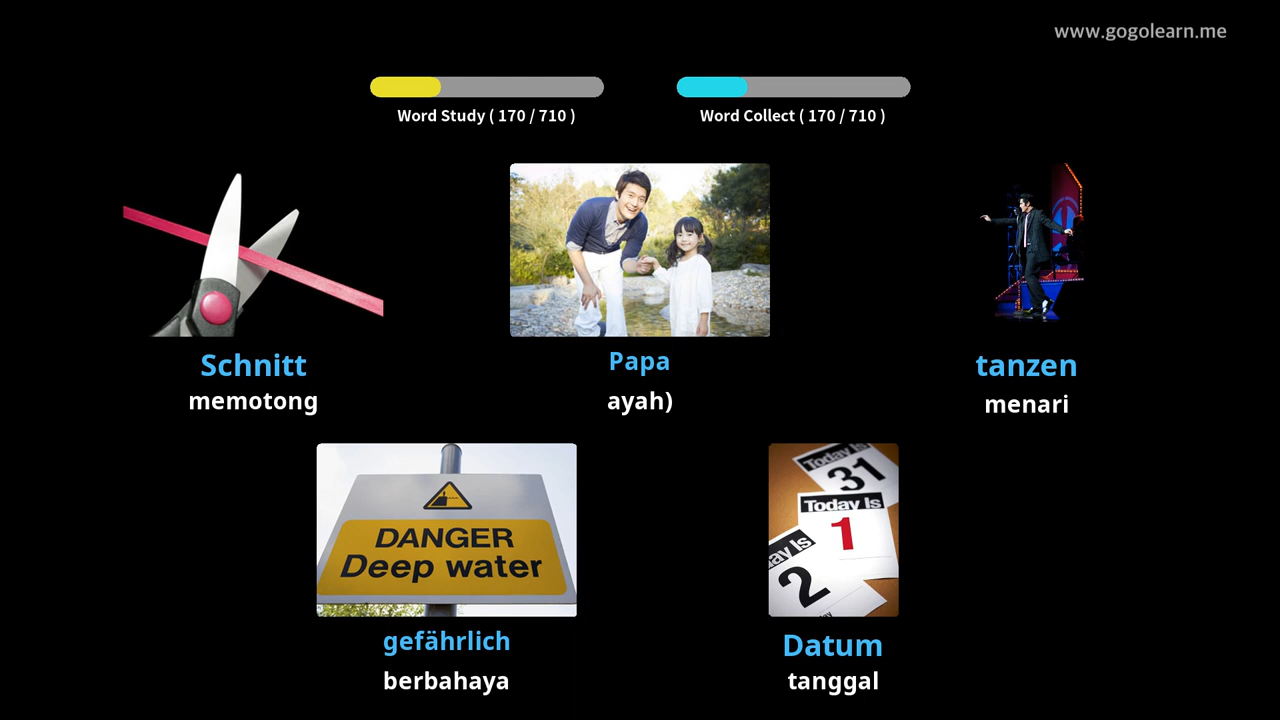 www.gogolearn.me
Word Study ( 170 / 710 )
Word Collect ( 170 / 710 )
Schnitt
memotong
Papa
ayah)
tanzen
menari
DANGER
Deep water
gefährlich
berbahaya
Today Is
31
Today Is
1
ay Is
2
Datum
tanggal